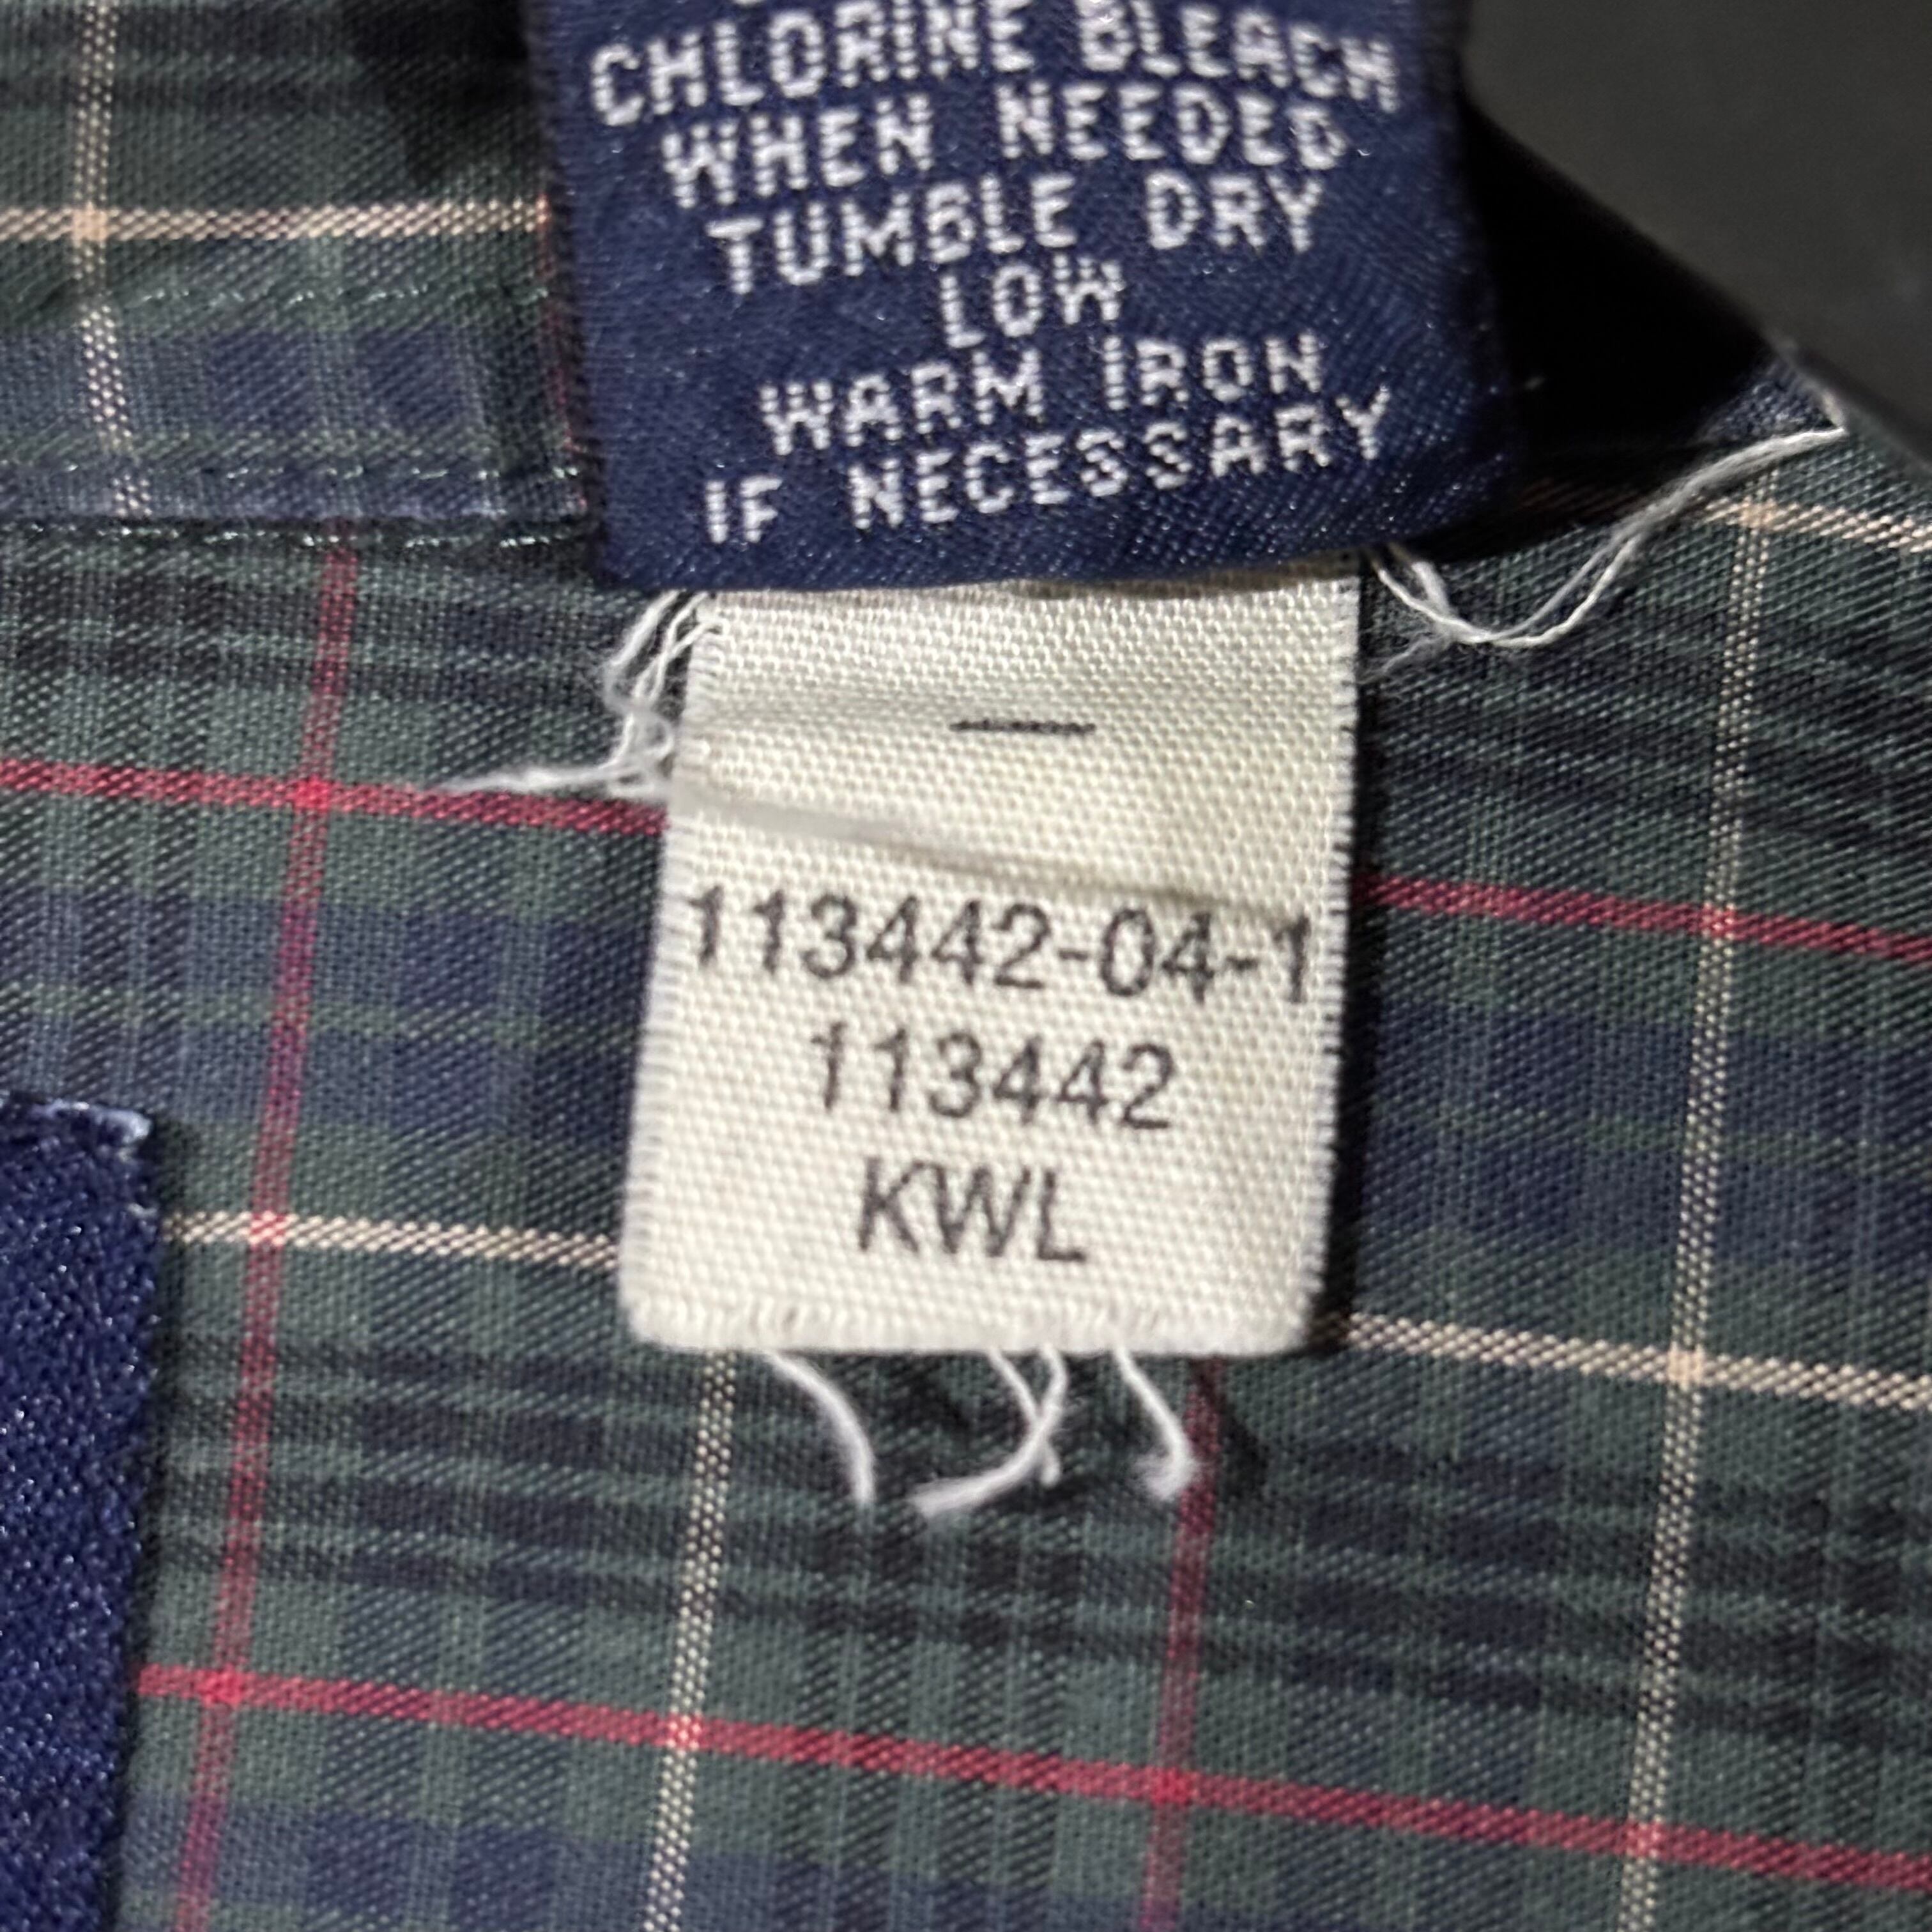 CHLORINE BLEACH
WHEN NEEDED
TUMBLE DRY
LOW
WARM IRON
IF NECESSARY
113442-04-1
113442
KWL